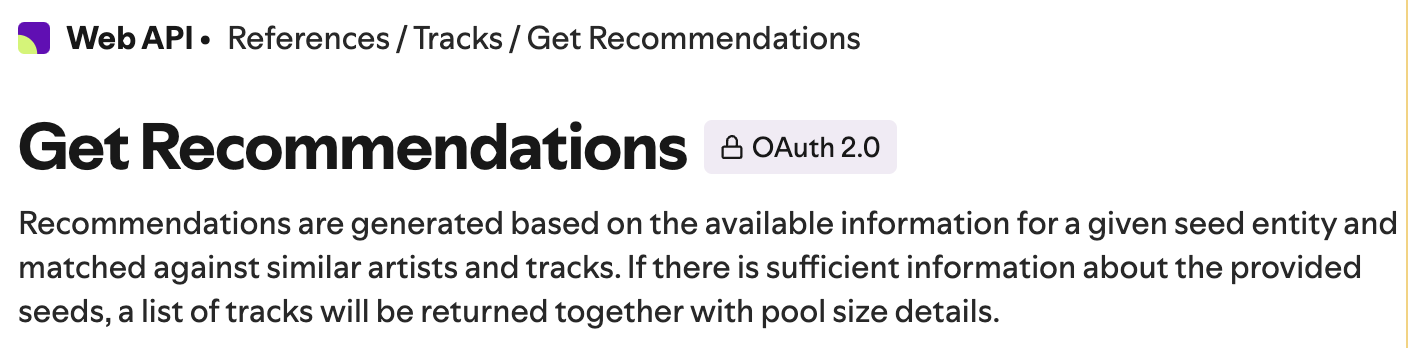 Web API • References / Tracks / Get Recommendations
Get Recommendations OAuth 2.0
Recommendations are generated based on the available information for a given seed entity and
matched against similar artists and tracks. If there is sufficient information about the provided
seeds, a list of tracks will be returned together with pool size details.